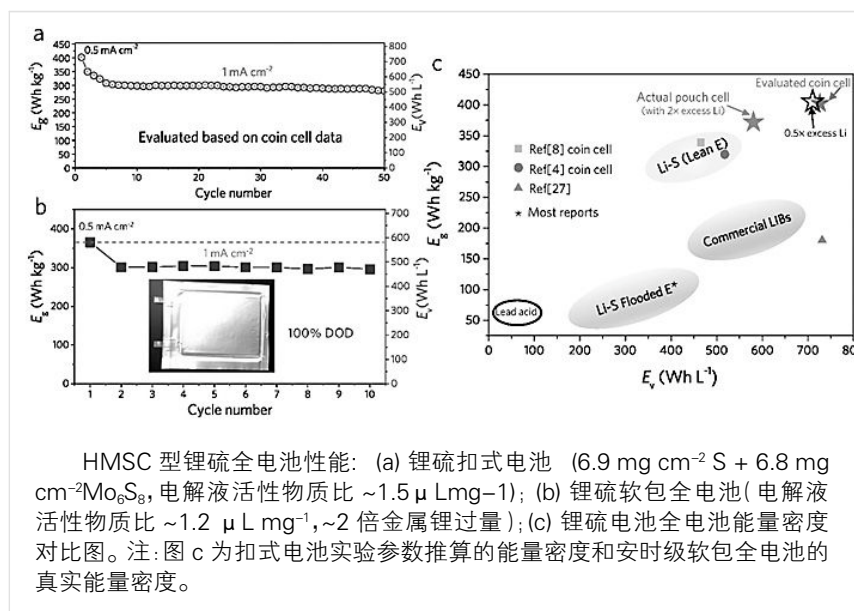 a
0.5 mA cm⁻²
1 mA cm⁻²
Evaluated based on coin cell data
E_g (Wh kg⁻¹)
450
400
350
300
250
200
150
100
50
0
E_v (Wh L⁻¹)
800
700
600
500
400
300
200
100
0
0 10 20 30 40 50
Cycle number
b
0.5 mA cm⁻²
1 mA cm⁻²
100% DOD
E_g (Wh kg⁻¹)
400
300
200
100
0
E_v (Wh L⁻¹)
700
600
500
400
300
200
100
0
1 2 3 4 5 6 7 8 9 10
Cycle number
c
Evaluated coin cell
Actual pouch cell
(with 2× excess Li)
0.5× excess Li
Ref[8] coin cell
Ref[4] coin cell
Ref[27]
Most reports
Li-S (Lean E)
Commercial LIBs
Li-S Flooded E*
Lead acid
E_g (Wh kg⁻¹)
450
400
350
300
250
200
150
100
50
0 100 200 300 400 500 600 700 800
E_v (Wh L⁻¹)
HMSC 型锂硫全电池性能: (a) 锂硫扣式电池 (6.9 mg cm⁻² S + 6.8 mg
cm⁻²Mo₆S₈,电解液活性物质比 ~1.5 μ Lmg−1); (b) 锂硫软包全电池( 电解液
活性物质比 ~1.2 μ L mg⁻¹,~2 倍金属锂过量);(c) 锂硫电池全电池能量密度
对比图。注:图 c 为扣式电池实验参数推算的能量密度和安时级软包全电池的
真实能量密度。